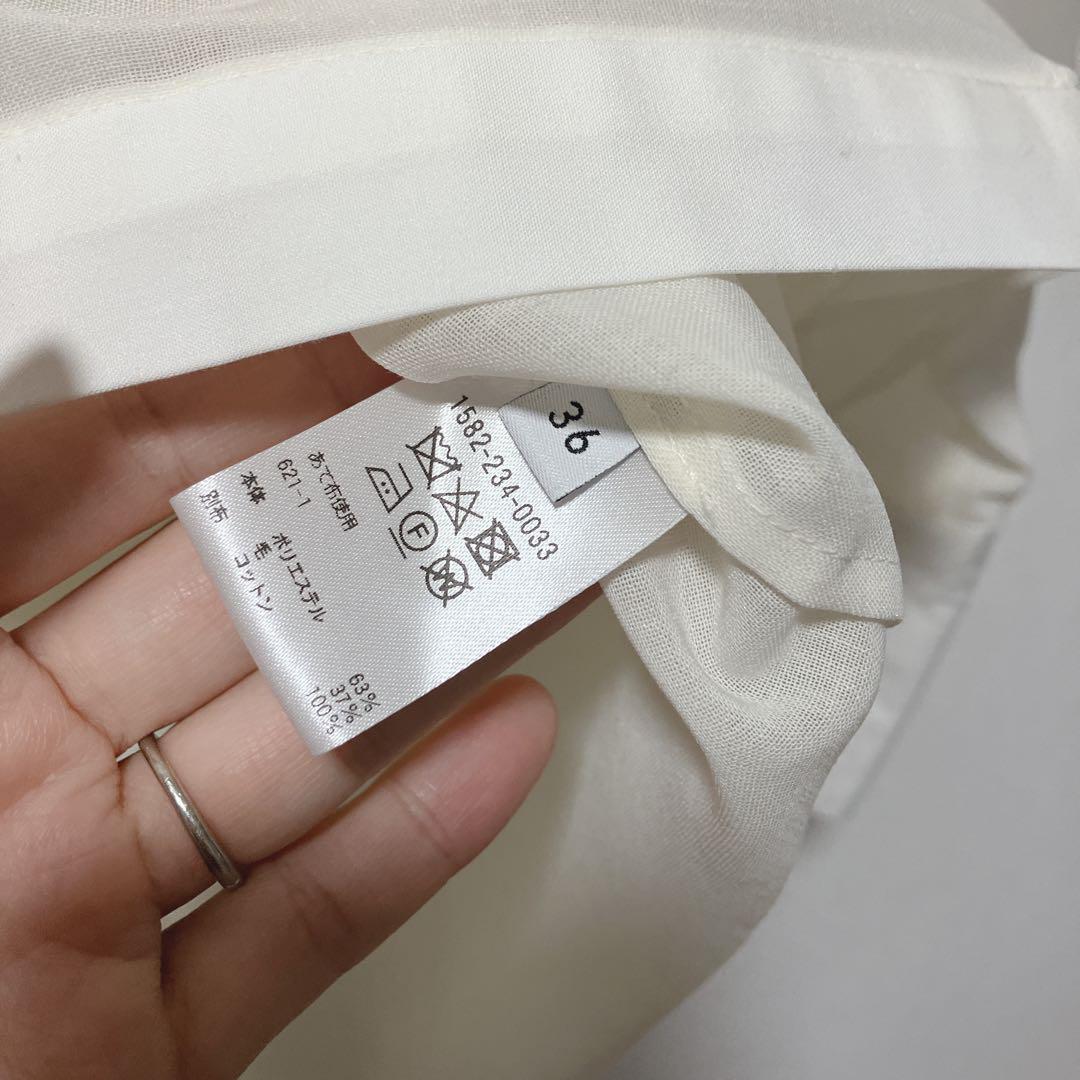 36
1582-234-0033
F
W
あて布使用
621-1
本体 ポリエステル 63%
毛 37%
別布 コットン 100%